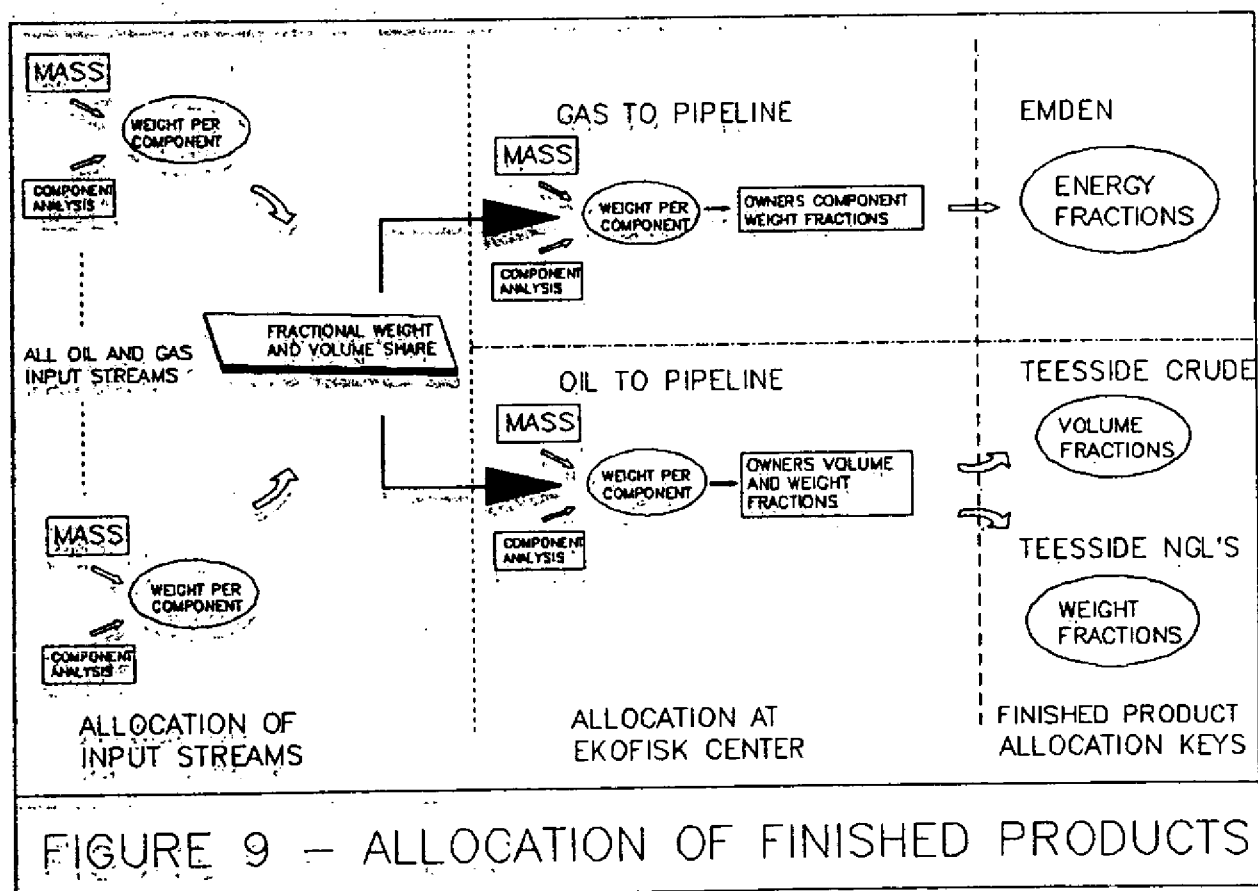 MASS
WEIGHT PER
COMPONENT
COMPONENT
ANALYSIS
ALL OIL AND GAS
INPUT STREAMS
FRACTIONAL WEIGHT
AND VOLUME SHARE
MASS
WEIGHT PER
COMPONENT
COMPONENT
ANALYSIS
ALLOCATION OF
INPUT STREAMS
GAS TO PIPELINE
MASS
WEIGHT PER
COMPONENT
OWNERS COMPONENT
WEIGHT FRACTIONS
COMPONENT
ANALYSIS
OIL TO PIPELINE
MASS
WEIGHT PER
COMPONENT
OWNERS VOLUME
AND WEIGHT
FRACTIONS
COMPONENT
ANALYSIS
ALLOCATION AT
EKOFISK CENTER
EMDEN
ENERGY
FRACTIONS
TEESSIDE CRUDE
VOLUME
FRACTIONS
TEESSIDE NGL'S
WEIGHT
FRACTIONS
FINISHED PRODUCT
ALLOCATION KEYS
FIGURE 9 - ALLOCATION OF FINISHED PRODUCTS